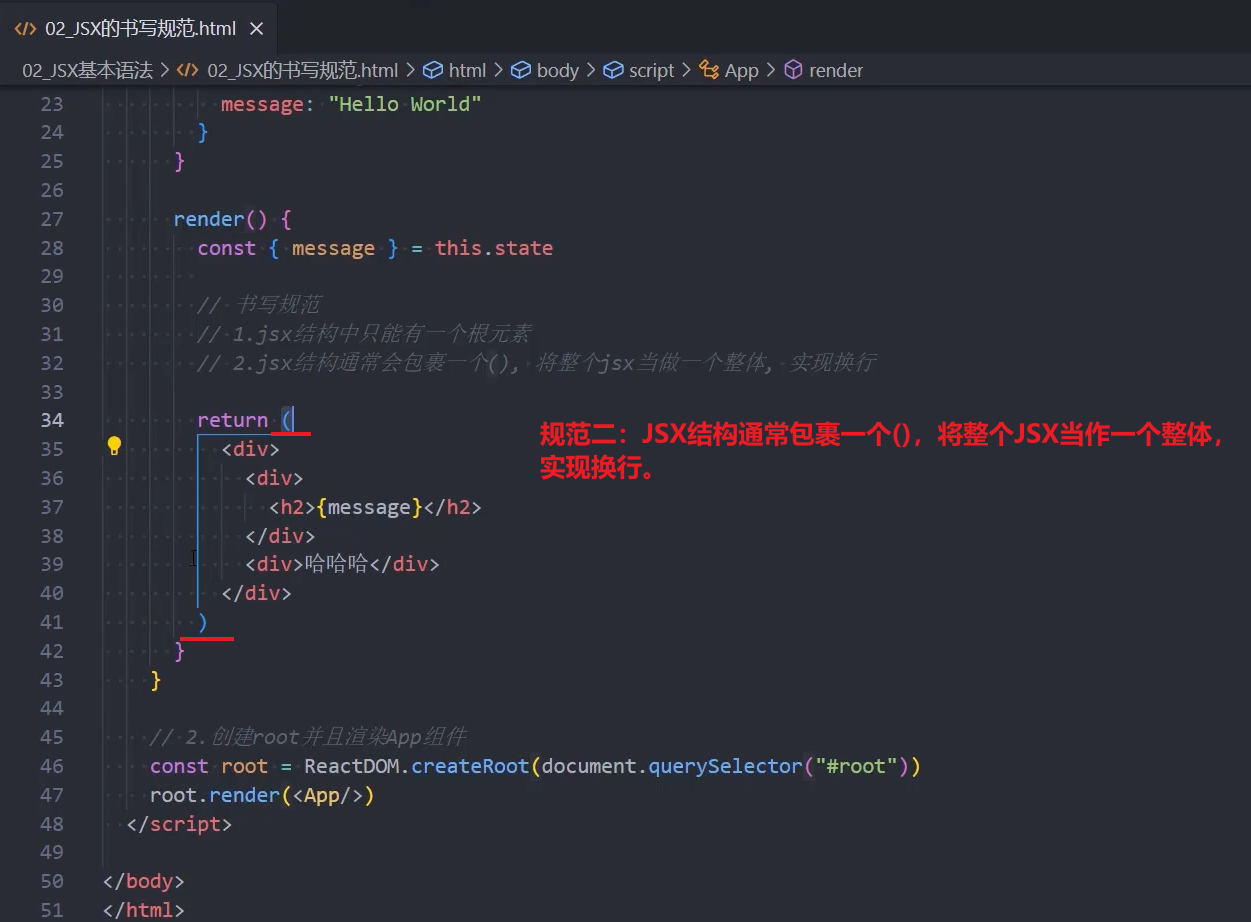 02_JSX的书写规范.html
02_JSX基本语法 > 02_JSX的书写规范.html > html > body > script > App > render
23 message: "Hello World"
24 }
25 }
26
27 render() {
28 const { message } = this.state
29
30 // 书写规范
31 // 1.jsx结构中只能有一个根元素
32 // 2.jsx结构通常会包裹一个(), 将整个jsx当做一个整体, 实现换行
33
34 return (
35 <div>
规范二：JSX结构通常包裹一个()，将整个JSX当作一个整体，
实现换行。
36 <div>
37 <h2>{message}</h2>
38 </div>
39 <div>哈哈哈</div>
40 </div>
41 )
42 }
43 }
44
45 // 2.创建root并且渲染App组件
46 const root = ReactDOM.createRoot(document.querySelector("#root"))
47 root.render(<App/>)
48 </script>
49
50 </body>
51 </html>